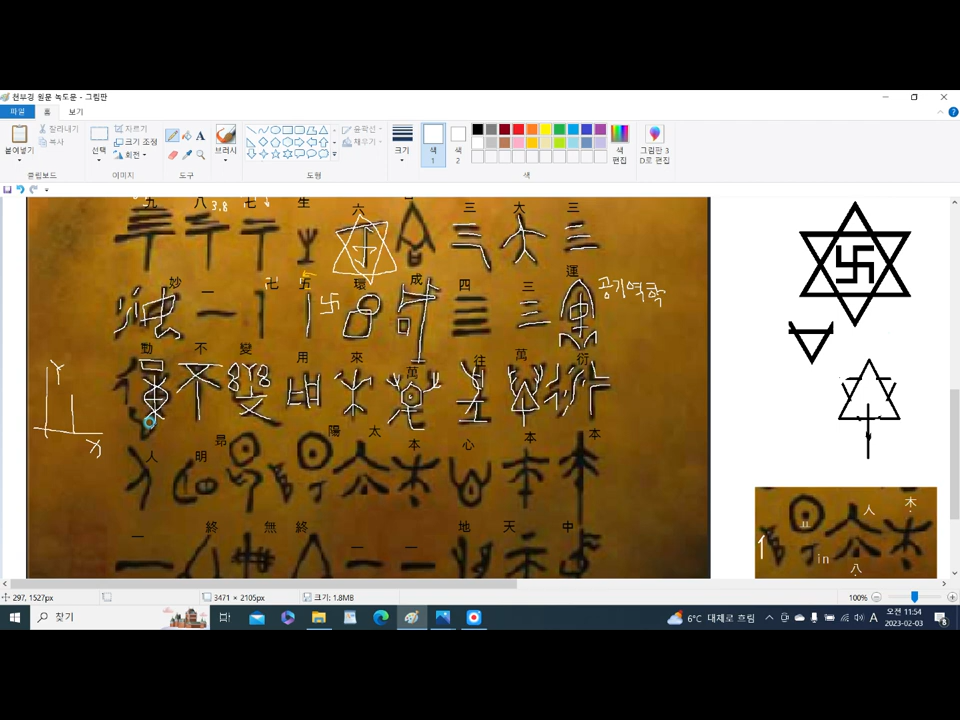 천부경 원문 녹도문 - 그림판
파일 홈 보기
붙여넣기
잘라내기
복사
클립보드
선택
자르기
크기 조정
회전
이미지
도구
브러시
윤곽선
채우기
도형
크기
색 1
색 2
색 편집
그림판 3D로 편집
색
九 八 3.8 七 生 六 三 大 三
妙 一 七 五 環 成 四 三 運
공기역학
動 不 變 用 來 萬 往 萬 衍
人 明 昻 陽 太 本 心 本 本
一 終 無 終 一 一 地 天 中
Y
X
木
人
in
八
297, 1527px
3471 × 2105px
크기: 1.8MB
100%
찾기
6°C 대체로 흐림
A
오전 11:54
2023-02-03